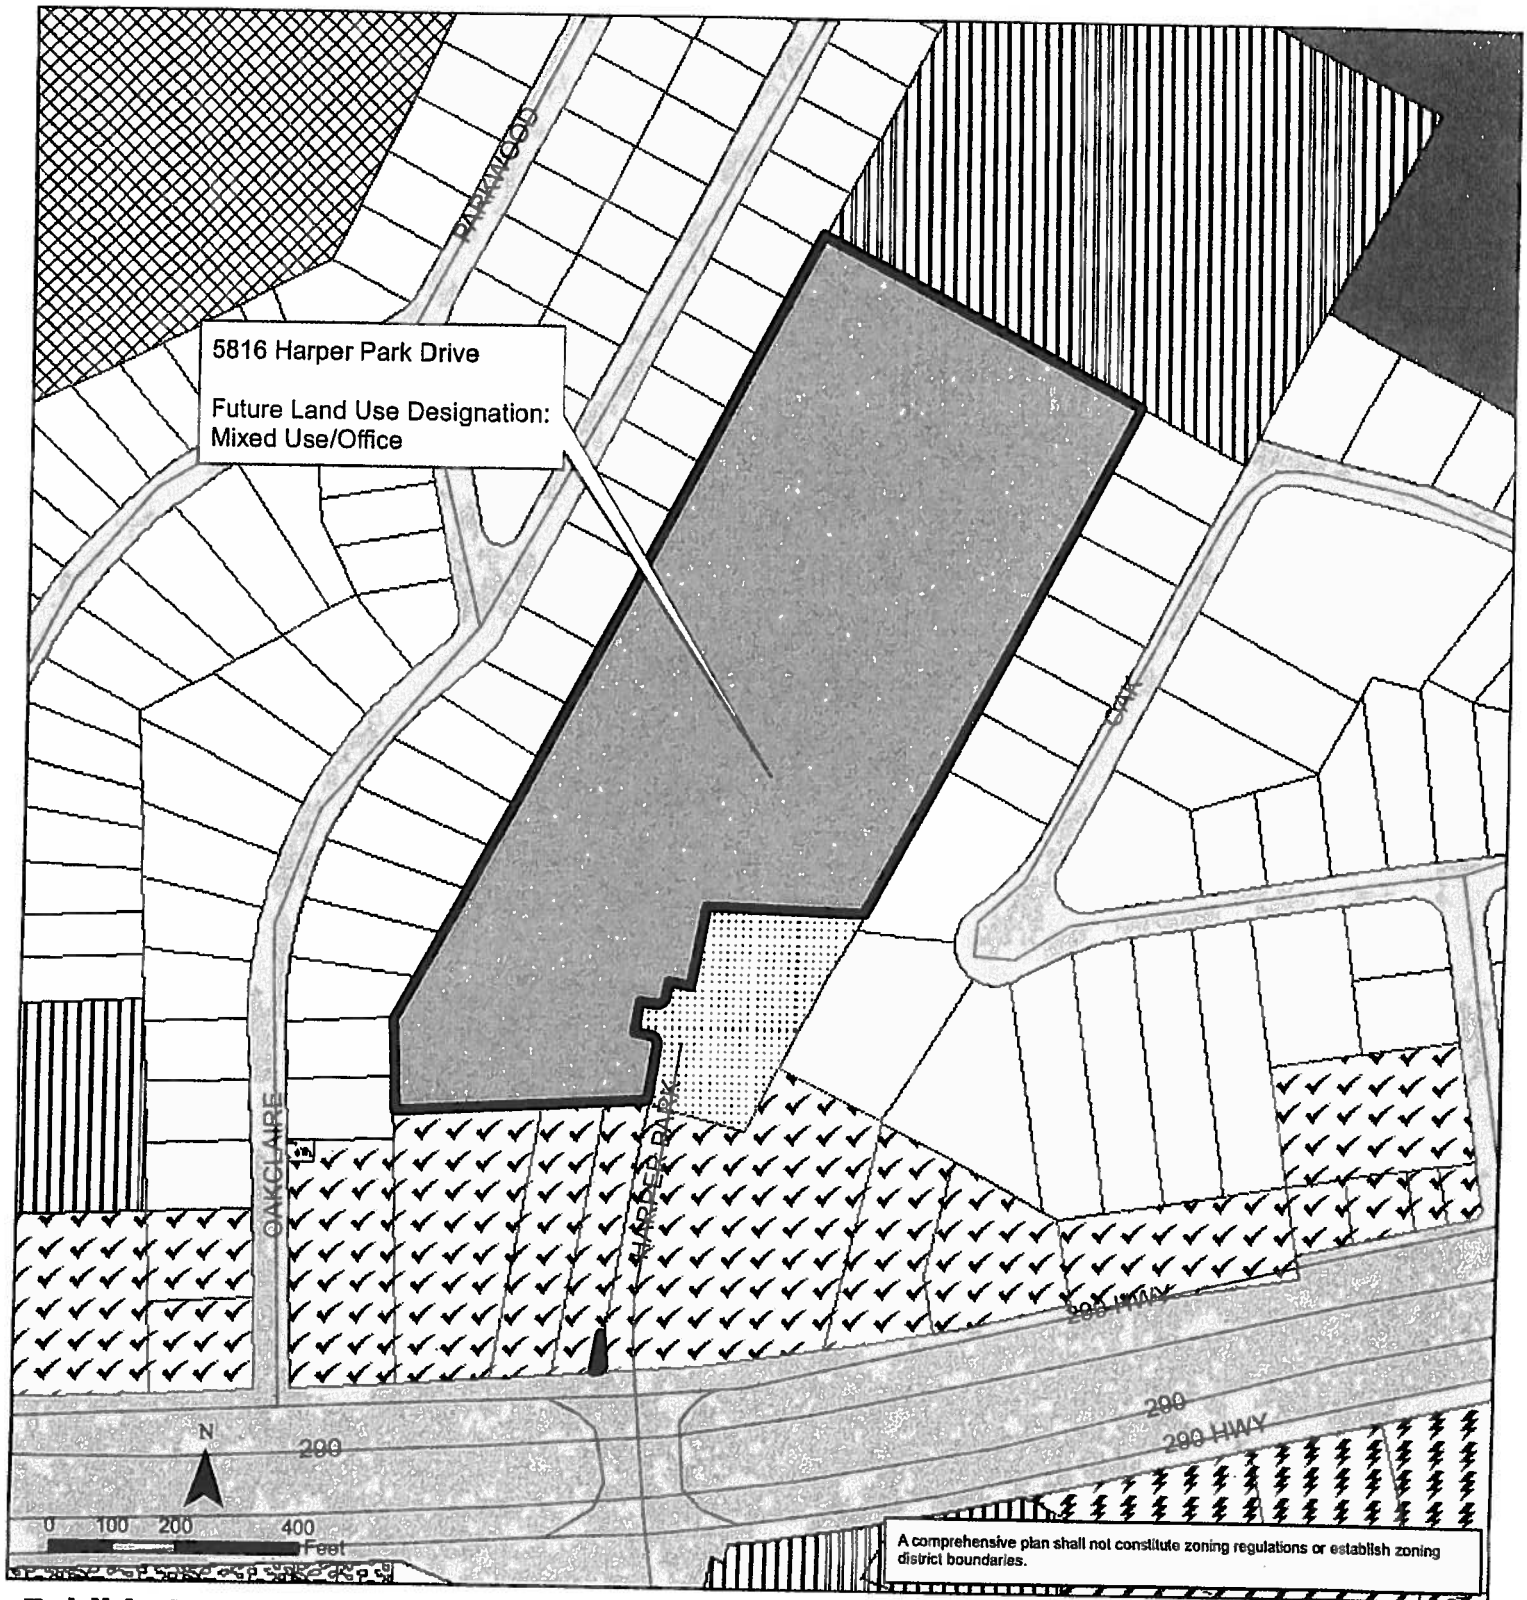 PARKWOOD
5816 Harper Park Drive
Future Land Use Designation:
Mixed Use/Office
OAK
OAKCLAIRE
HARPER PARK
290 HWY
290
290 HWY
290
N
0 100 200 400
Feet
A comprehensive plan shall not constitute zoning regulations or establish zoning
district boundaries.